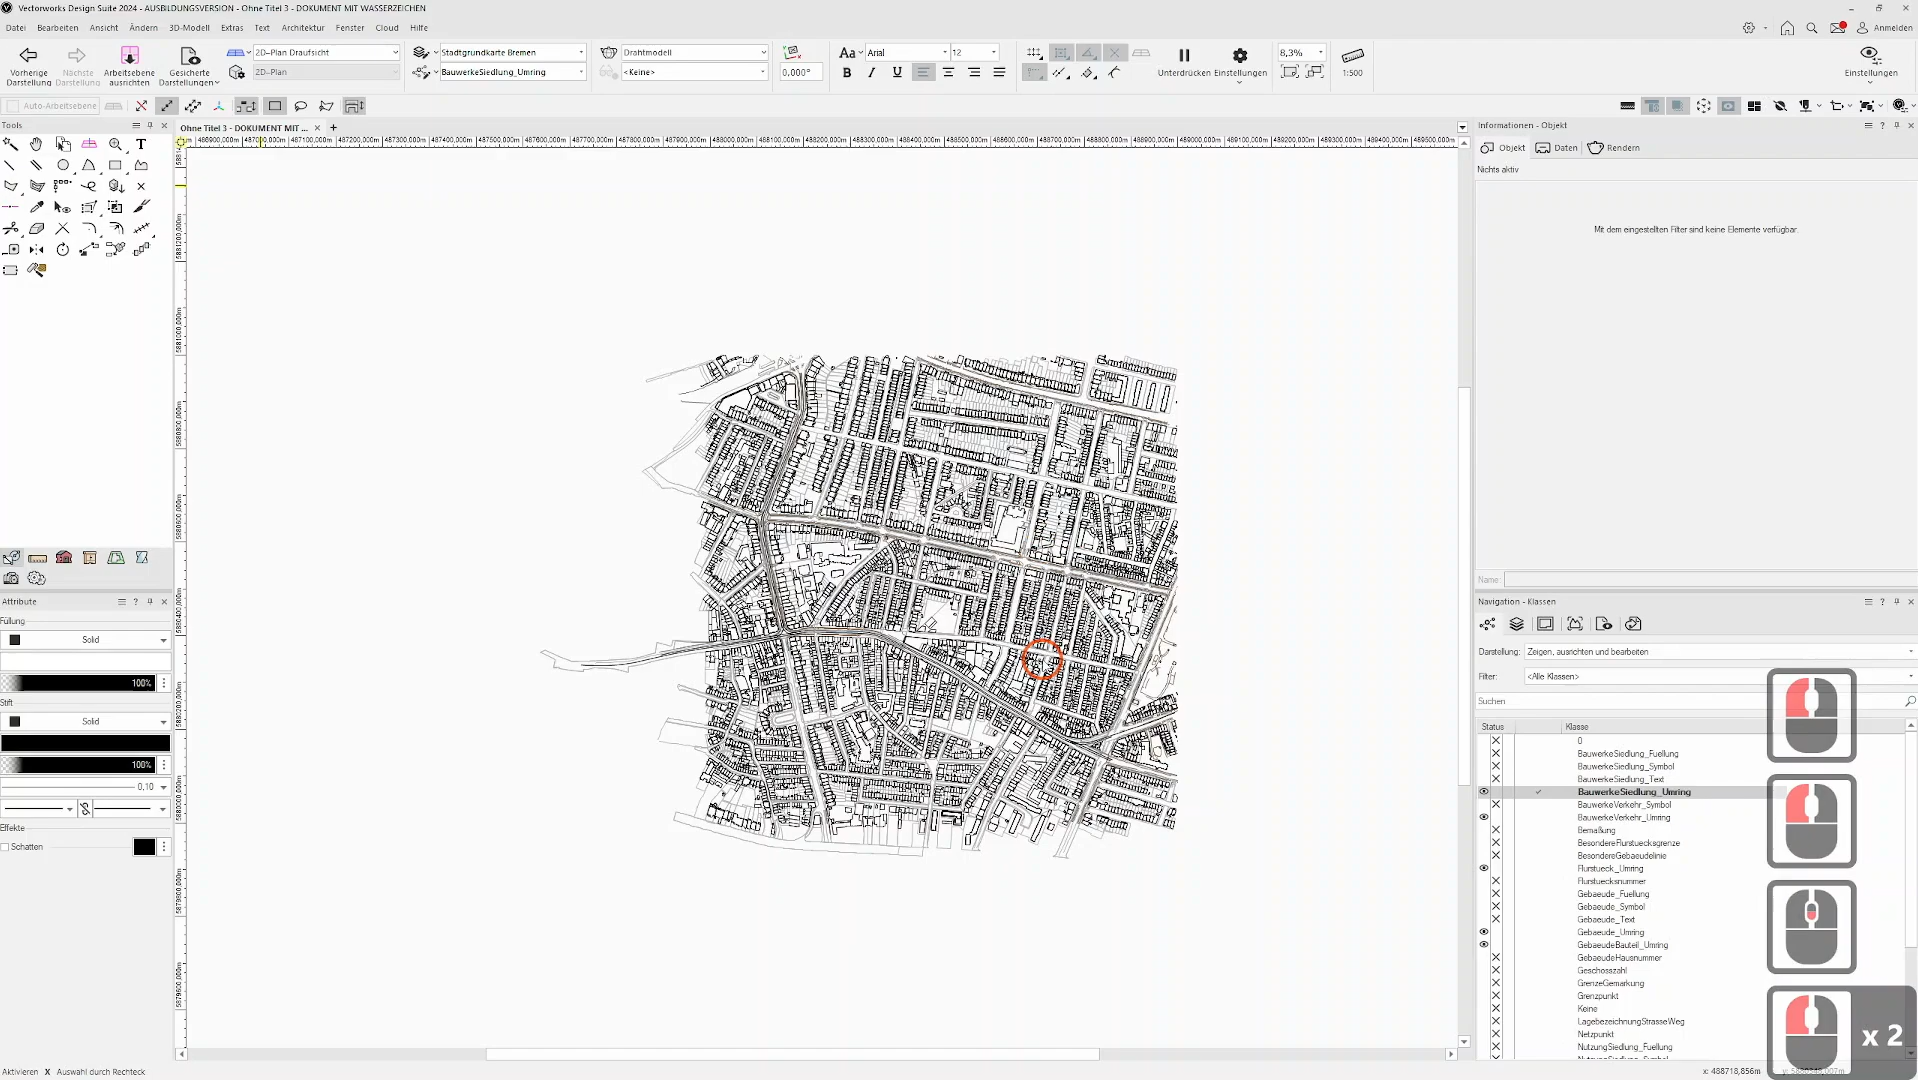 Vectorworks Design Suite 2024 - AUSBILDUNGSVERSION - Ohne Titel 3 - DOKUMENT MIT WASSERZEICHEN
Datei Bearbeiten Ansicht Ändern 3D-Modell Extras Text Architektur Fenster Cloud Hilfe
Anmelden
2D-Plan Draufsicht
Stadtgrundkarte Bremen
Drahtmodell
Aa Arial 12
8,3%
Vorherige Darstellung
Nächste Darstellung
Arbeitsebene ausrichten
Gesicherte Darstellungen
2D-Plan
BauwerkeSiedlung_Umring
<Keine>
0,000°
B I U
Unterdrücken
Einstellungen
1:500
Einstellungen
Auto-Arbeitsebene
Tools
Ohne Titel 3 - DOKUMENT MIT ...
Informationen - Objekt
Objekt Daten Rendern
Nichts aktiv
Mit dem eingestellten Filter sind keine Elemente verfügbar.
Name:
Attribute
Füllung
Solid
100%
Stift
Solid
100%
0,10
Effekte
Schatten
Navigation - Klassen
Darstellung: Zeigen, ausrichten und bearbeiten
Filter: <Alle Klassen>
Suchen
Status Klasse
0
BauwerkeSiedlung_Fuellung
BauwerkeSiedlung_Symbol
BauwerkeSiedlung_Text
BauwerkeSiedlung_Umring
BauwerkeVerkehr_Symbol
BauwerkeVerkehr_Umring
Bemaßung
BesondereFlurstuecksgrenze
BesondereGebaeudelinie
Flurstueck_Umring
Flurstuecksnummer
Gebaeude_Fuellung
Gebaeude_Symbol
Gebaeude_Text
Gebaeude_Umring
GebaeudeBauteil_Umring
GebaeudeHausnummer
Geschosszahl
GrenzeGemarkung
Grenzpunkt
Keine
LagebezeichnungStrasseWeg
Netzpunkt
NutzungSiedlung_Fuellung
x 2
Aktivieren X Auswahl durch Rechteck
x: 488718,856m